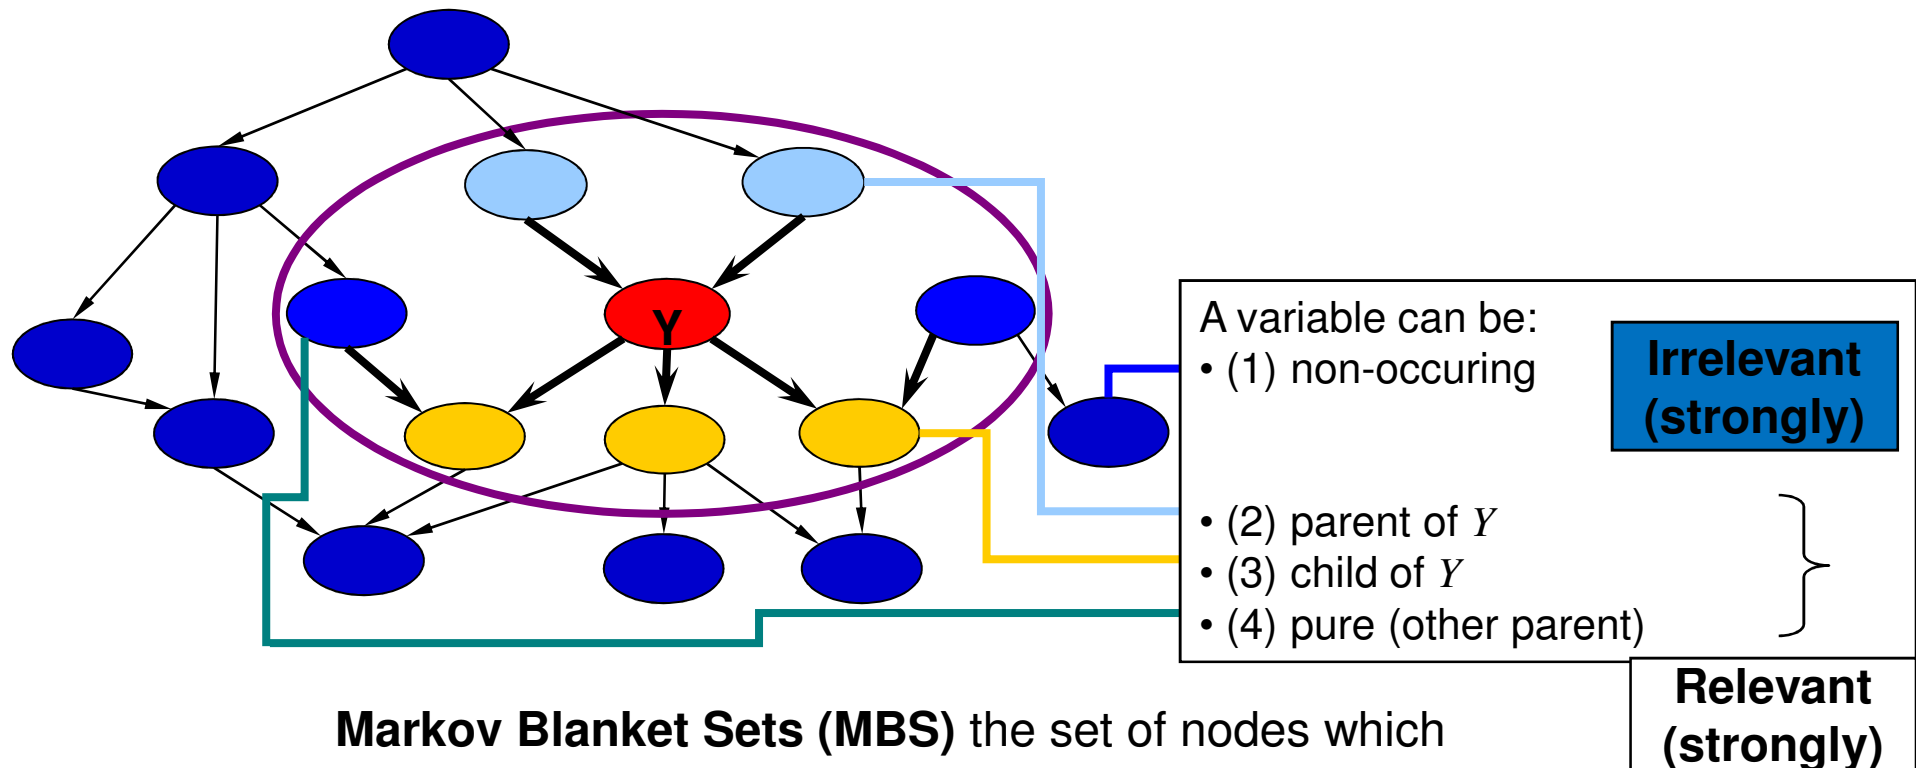 Y
A variable can be:
• (1) non-occuring
Irrelevant
(strongly)
• (2) parent of Y
• (3) child of Y
• (4) pure (other parent)
Relevant
(strongly)
Markov Blanket Sets (MBS) the set of nodes which